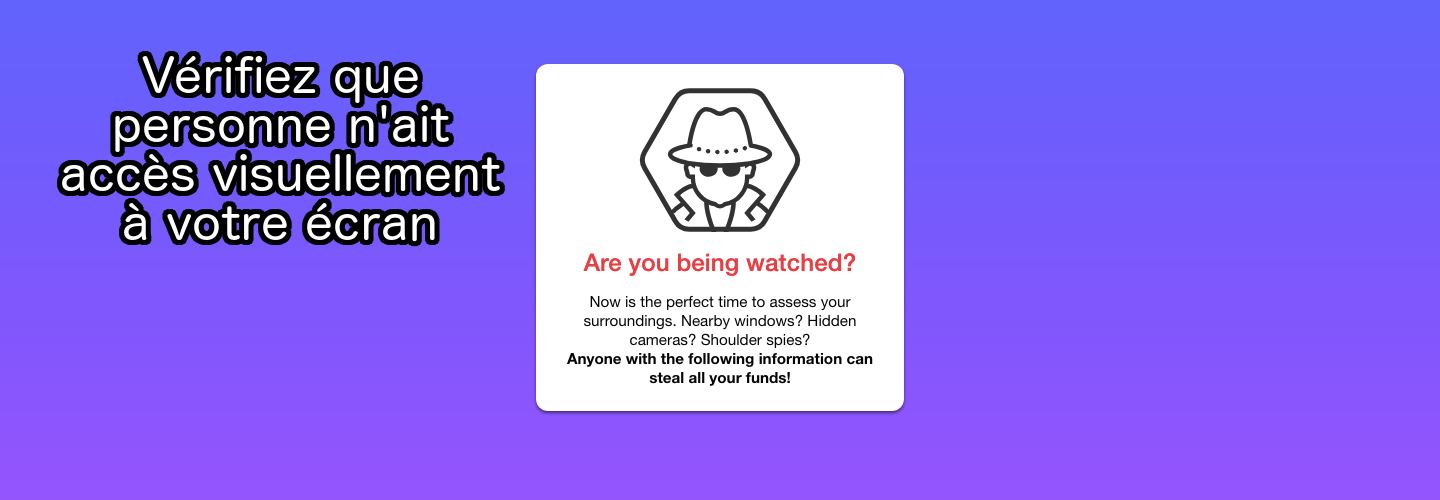 Vérifiez que
personne n'ait
accès visuellement
à votre écran
Are you being watched?
Now is the perfect time to assess your
surroundings. Nearby windows? Hidden
cameras? Shoulder spies?
Anyone with the following information can
steal all your funds!